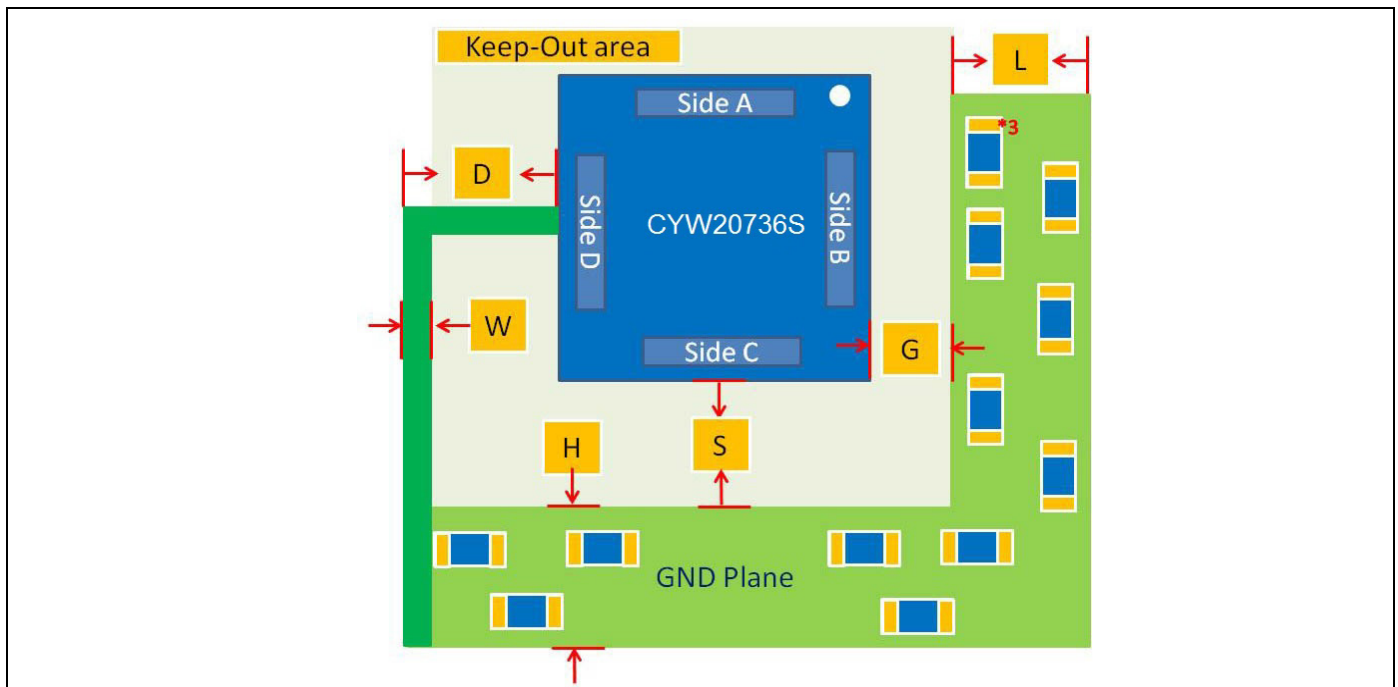 Keep-Out area
L
Side A
*3
D
Side D
CYW20736S
Side B
W
Side C
G
H
S
GND Plane